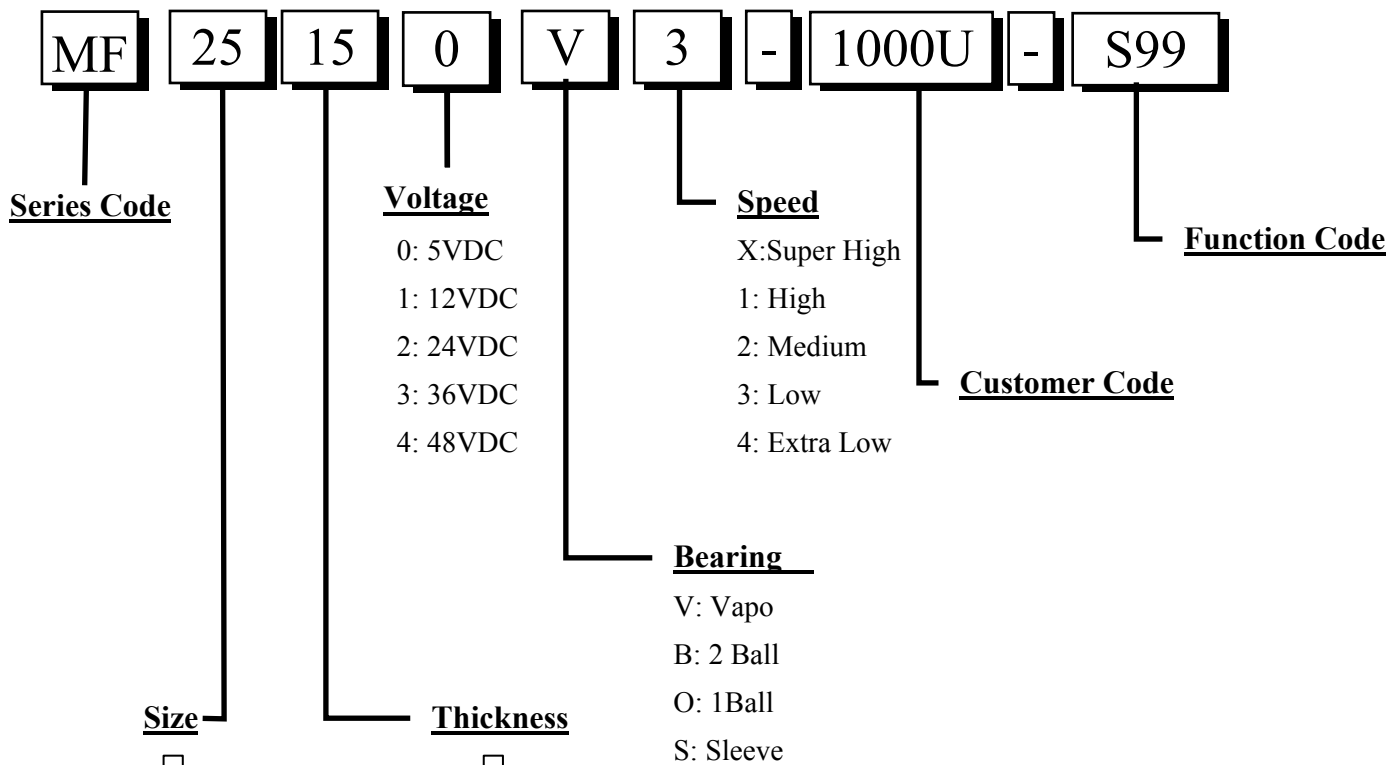 MF 25 15 0 V 3 - 1000U - S99
Series Code
Voltage
0: 5VDC
1: 12VDC
2: 24VDC
3: 36VDC
4: 48VDC
Speed
X:Super High
1: High
2: Medium
3: Low
4: Extra Low
Function Code
Customer Code
Bearing
V: Vapo
B: 2 Ball
O: 1Ball
S: Sleeve
Size
Thickness